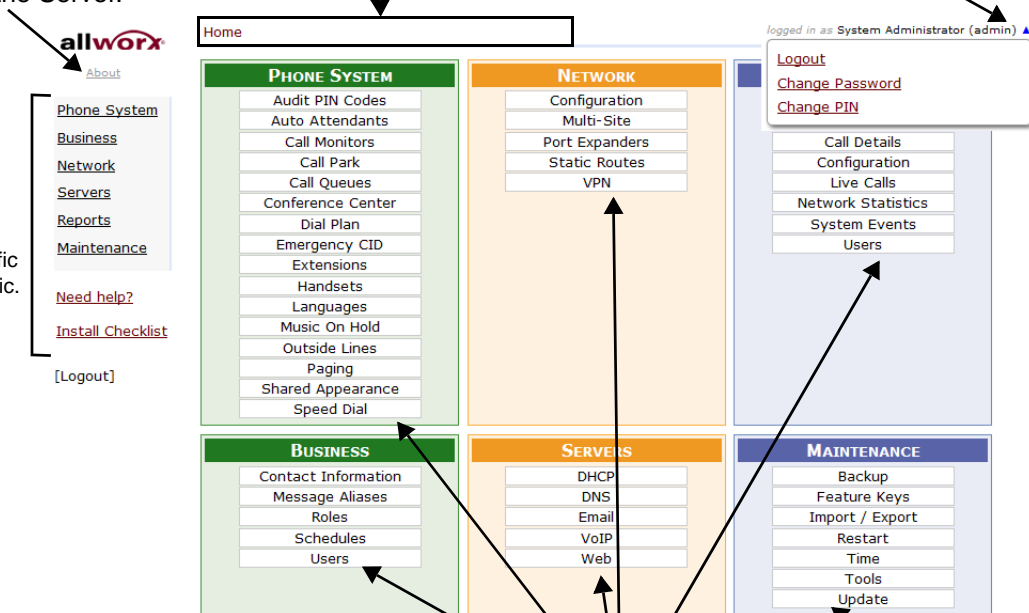 the Server.
allworx
About
Phone System
Business
Network
Servers
Reports
Maintenance
Need help?
Install Checklist
[Logout]
Home
logged in as System Administrator (admin)
Logout
Change Password
Change PIN
PHONE SYSTEM
Audit PIN Codes
Auto Attendants
Call Monitors
Call Park
Call Queues
Conference Center
Dial Plan
Emergency CID
Extensions
Handsets
Languages
Music On Hold
Outside Lines
Paging
Shared Appearance
Speed Dial
NETWORK
Configuration
Multi-Site
Port Expanders
Static Routes
VPN
Call Details
Configuration
Live Calls
Network Statistics
System Events
Users
BUSINESS
Contact Information
Message Aliases
Roles
Schedules
Users
SERVERS
DHCP
DNS
Email
VoIP
Web
MAINTENANCE
Backup
Feature Keys
Import / Export
Restart
Time
Tools
Update